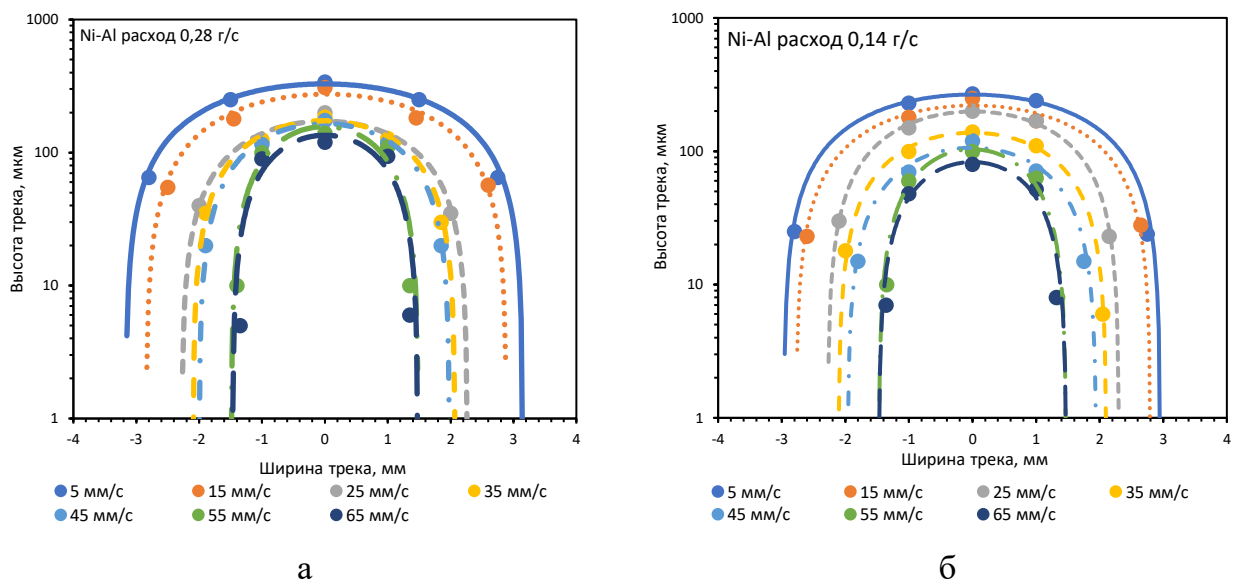 Ni-Al расход 0,28 г/с
Высота трека, мкм
1000
100
10
1
-4 -3 -2 -1 0 1 2 3 4
Ширина трека, мм
5 мм/с 15 мм/с 25 мм/с 35 мм/с
45 мм/с 55 мм/с 65 мм/с
а
Ni-Al расход 0,14 г/с
Высота трека, мкм
1000
100
10
1
-4 -3 -2 -1 0 1 2 3 4
Ширина трека, мм
5 мм/с 15 мм/с 25 мм/с 35 мм/с
45 мм/с 55 мм/с 65 мм/с
б